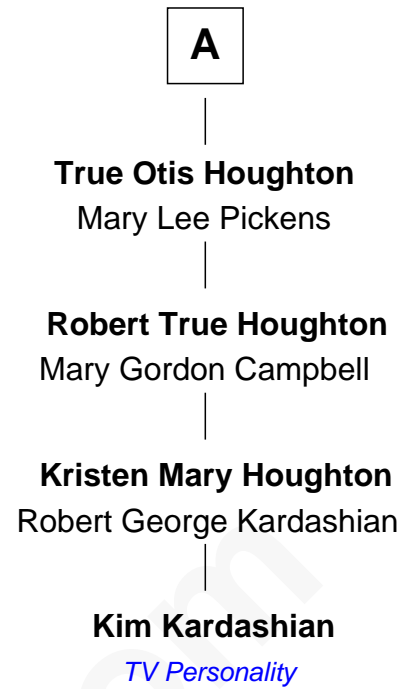 A
True Otis Houghton
Mary Lee Pickens
Robert True Houghton
Mary Gordon Campbell
Kristen Mary Houghton
Robert George Kardashian
Kim Kardashian
TV Personality